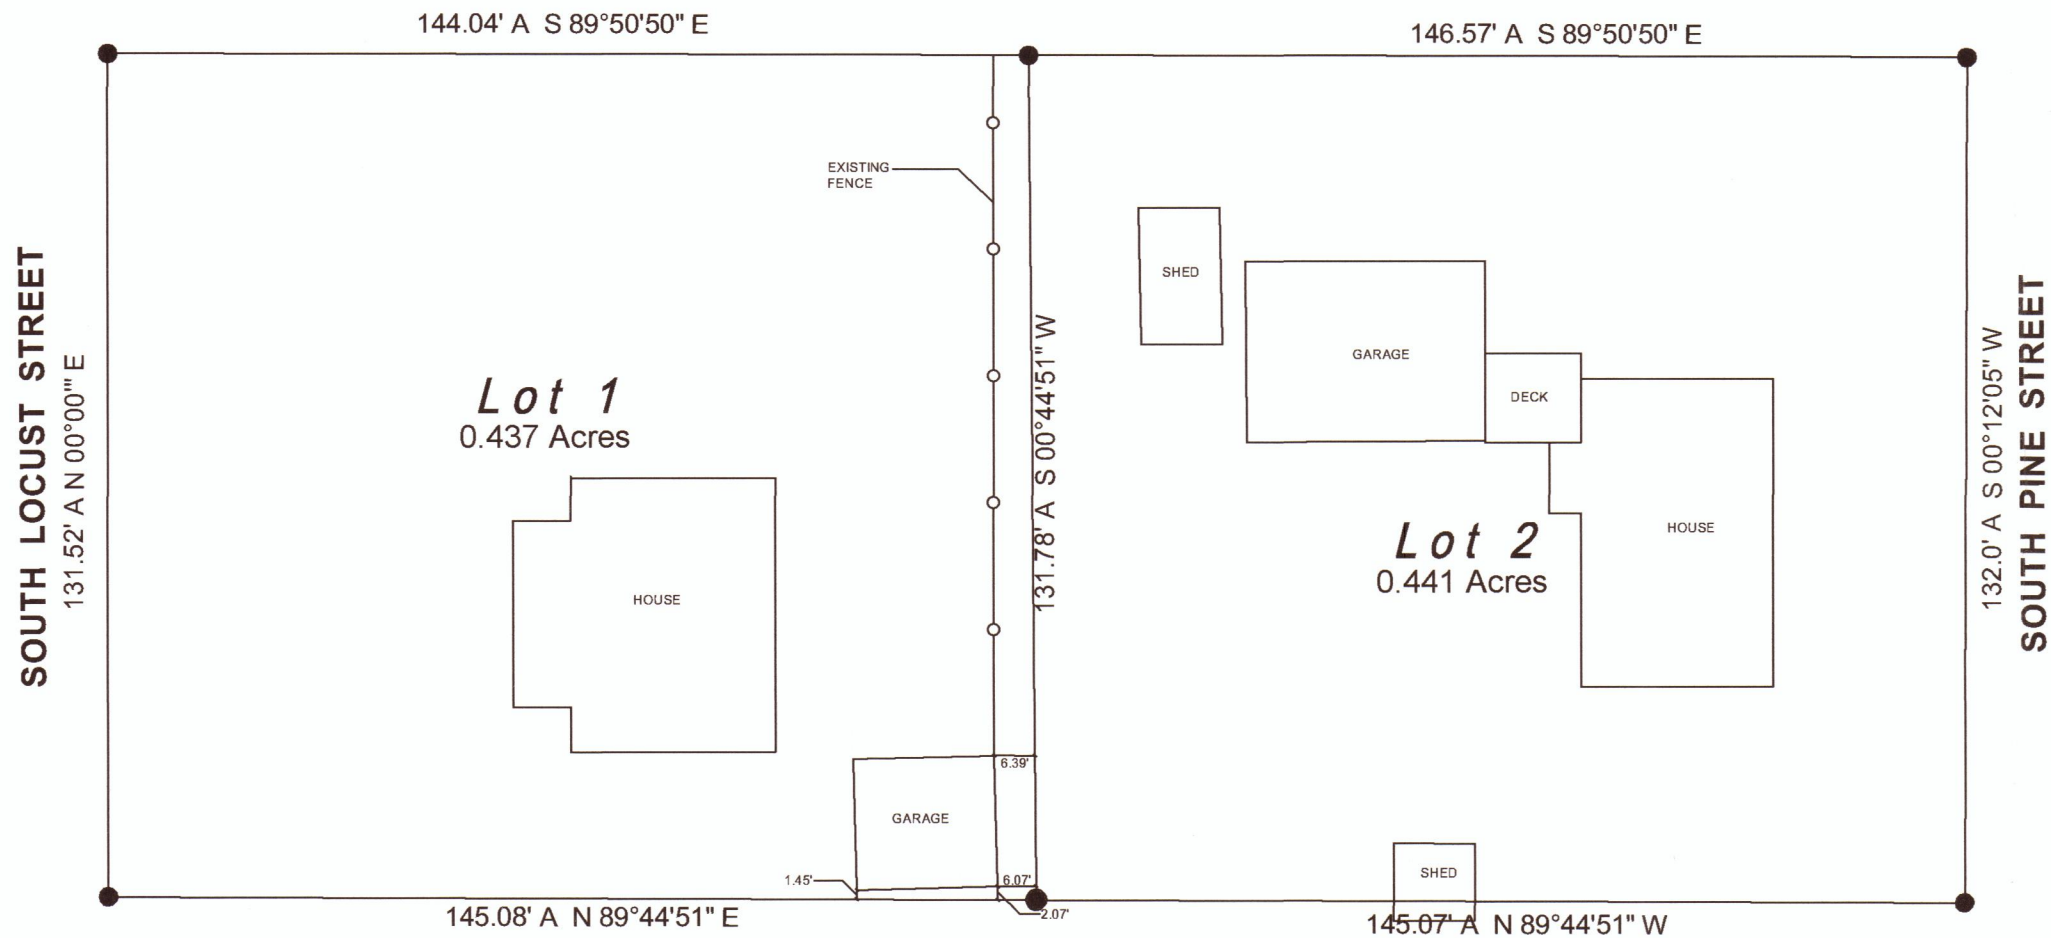 144.04' A S 89°50'50" E
146.57' A S 89°50'50" E
EXISTING
FENCE
SHED
GARAGE
DECK
HOUSE
SOUTH LOCUST STREET
131.52' A N 00°00'" E
Lot 1
0.437 Acres
HOUSE
131.78' A S 00°44'51" W
Lot 2
0.441 Acres
132.0' A S 00°12'05" W
SOUTH PINE STREET
6.39'
GARAGE
1.45'
6.07'
2.07'
SHED
145.08' A N 89°44'51" E
145.07' A N 89°44'51" W